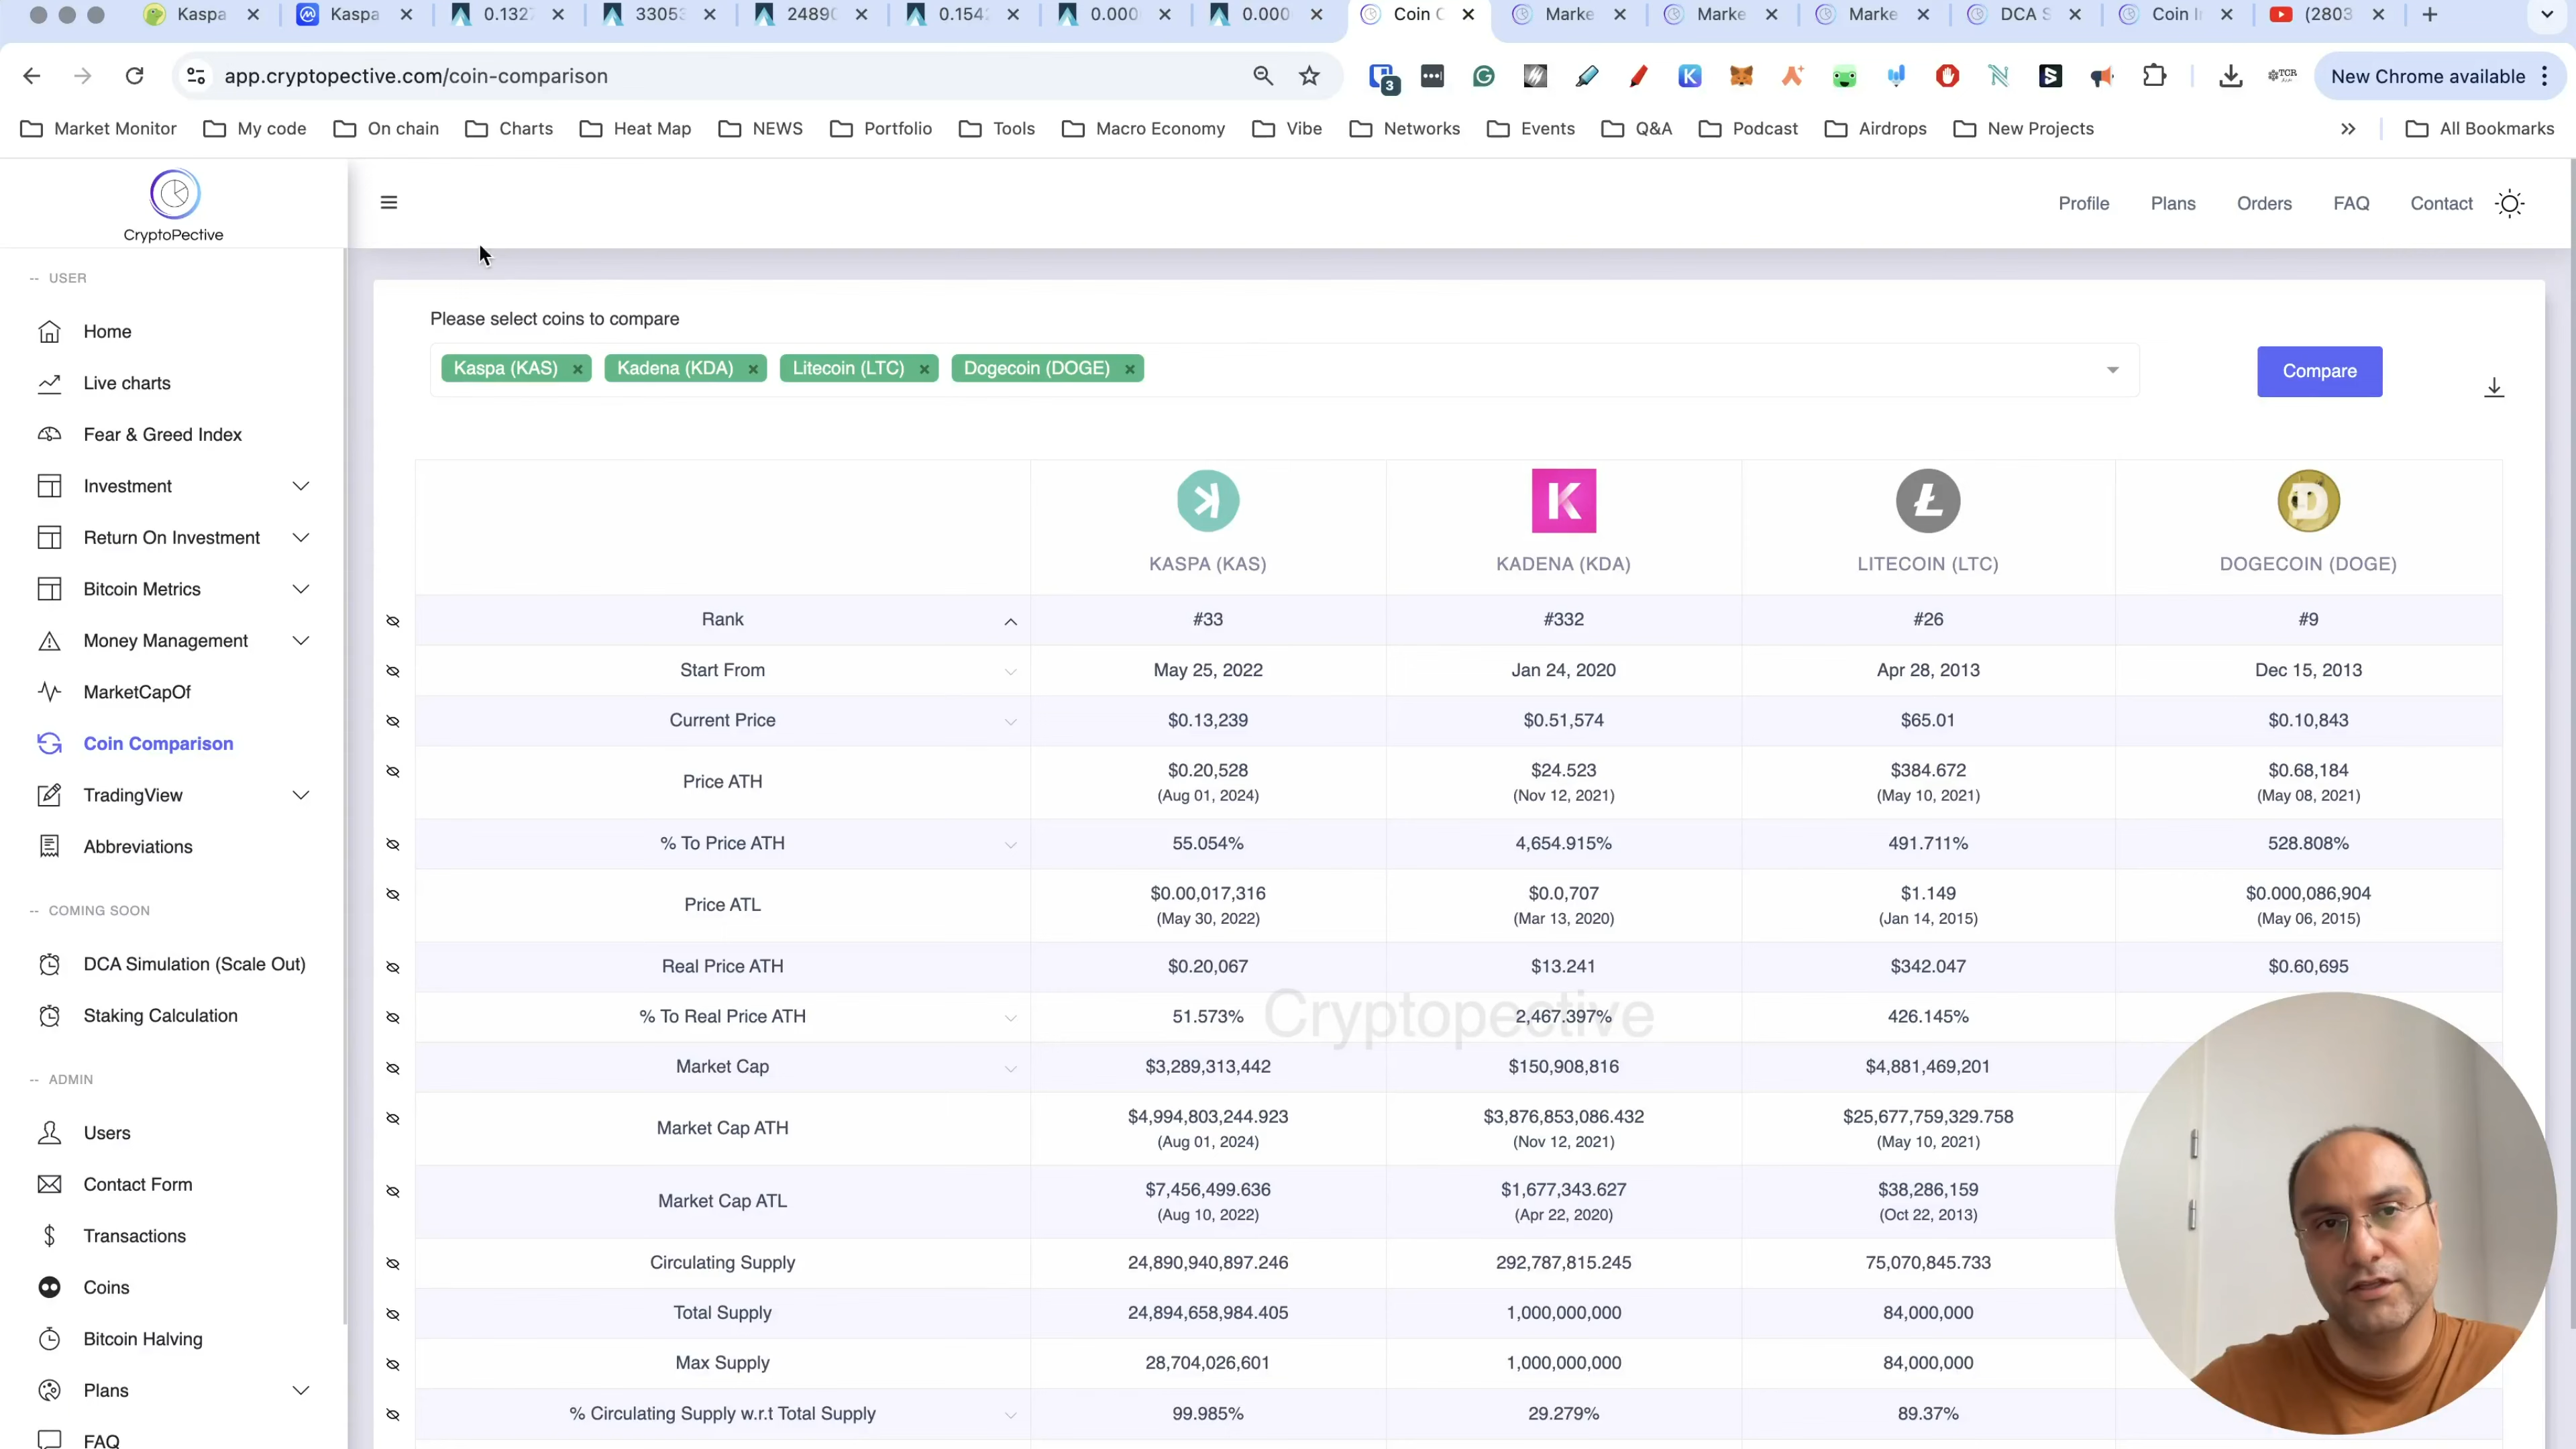 Kaspa
Kaspa
0.132
3305
2489
0.154
0.000
0.000
Coin C
Marke
Marke
Marke
DCA S
Coin I
(2803
app.cryptopective.com/coin-comparison
3
TCR
New Chrome available
Market Monitor
My code
On chain
Charts
Heat Map
NEWS
Portfolio
Tools
Macro Economy
Vibe
Networks
Events
Q&A
Podcast
Airdrops
New Projects
All Bookmarks
CryptoPective
Profile
Plans
Orders
FAQ
Contact
-- USER
Home
Live charts
Fear & Greed Index
Investment
Return On Investment
Bitcoin Metrics
Money Management
MarketCapOf
Coin Comparison
TradingView
Abbreviations
-- COMING SOON
DCA Simulation (Scale Out)
Staking Calculation
-- ADMIN
Users
Contact Form
Transactions
Coins
Bitcoin Halving
Plans
FAQ
Please select coins to compare
Kaspa (KAS) × Kadena (KDA) × Litecoin (LTC) × Dogecoin (DOGE) ×
Compare
KASPA (KAS) KADENA (KDA) LITECOIN (LTC) DOGECOIN (DOGE)
Rank #33 #332 #26 #9
Start From May 25, 2022 Jan 24, 2020 Apr 28, 2013 Dec 15, 2013
Current Price $0.13,239 $0.51,574 $65.01 $0.10,843
Price ATH $0.20,528 $24.523 $384.672 $0.68,184
(Aug 01, 2024) (Nov 12, 2021) (May 10, 2021) (May 08, 2021)
% To Price ATH 55.054% 4,654.915% 491.711% 528.808%
Price ATL $0.00,017,316 $0.0,707 $1.149 $0.000,086,904
(May 30, 2022) (Mar 13, 2020) (Jan 14, 2015) (May 06, 2015)
Real Price ATH $0.20,067 $13.241 $342.047 $0.60,695
Cryptopective
% To Real Price ATH 51.573% 2,467.397% 426.145%
Market Cap $3,289,313,442 $150,908,816 $4,881,469,201
Market Cap ATH $4,994,803,244.923 $3,876,853,086.432 $25,677,759,329.758
(Aug 01, 2024) (Nov 12, 2021) (May 10, 2021)
Market Cap ATL $7,456,499.636 $1,677,343.627 $38,286,159
(Aug 10, 2022) (Apr 22, 2020) (Oct 22, 2013)
Circulating Supply 24,890,940,897.246 292,787,815.245 75,070,845.733
Total Supply 24,894,658,984.405 1,000,000,000 84,000,000
Max Supply 28,704,026,601 1,000,000,000 84,000,000
% Circulating Supply w.r.t Total Supply 99.985% 29.279% 89.37%